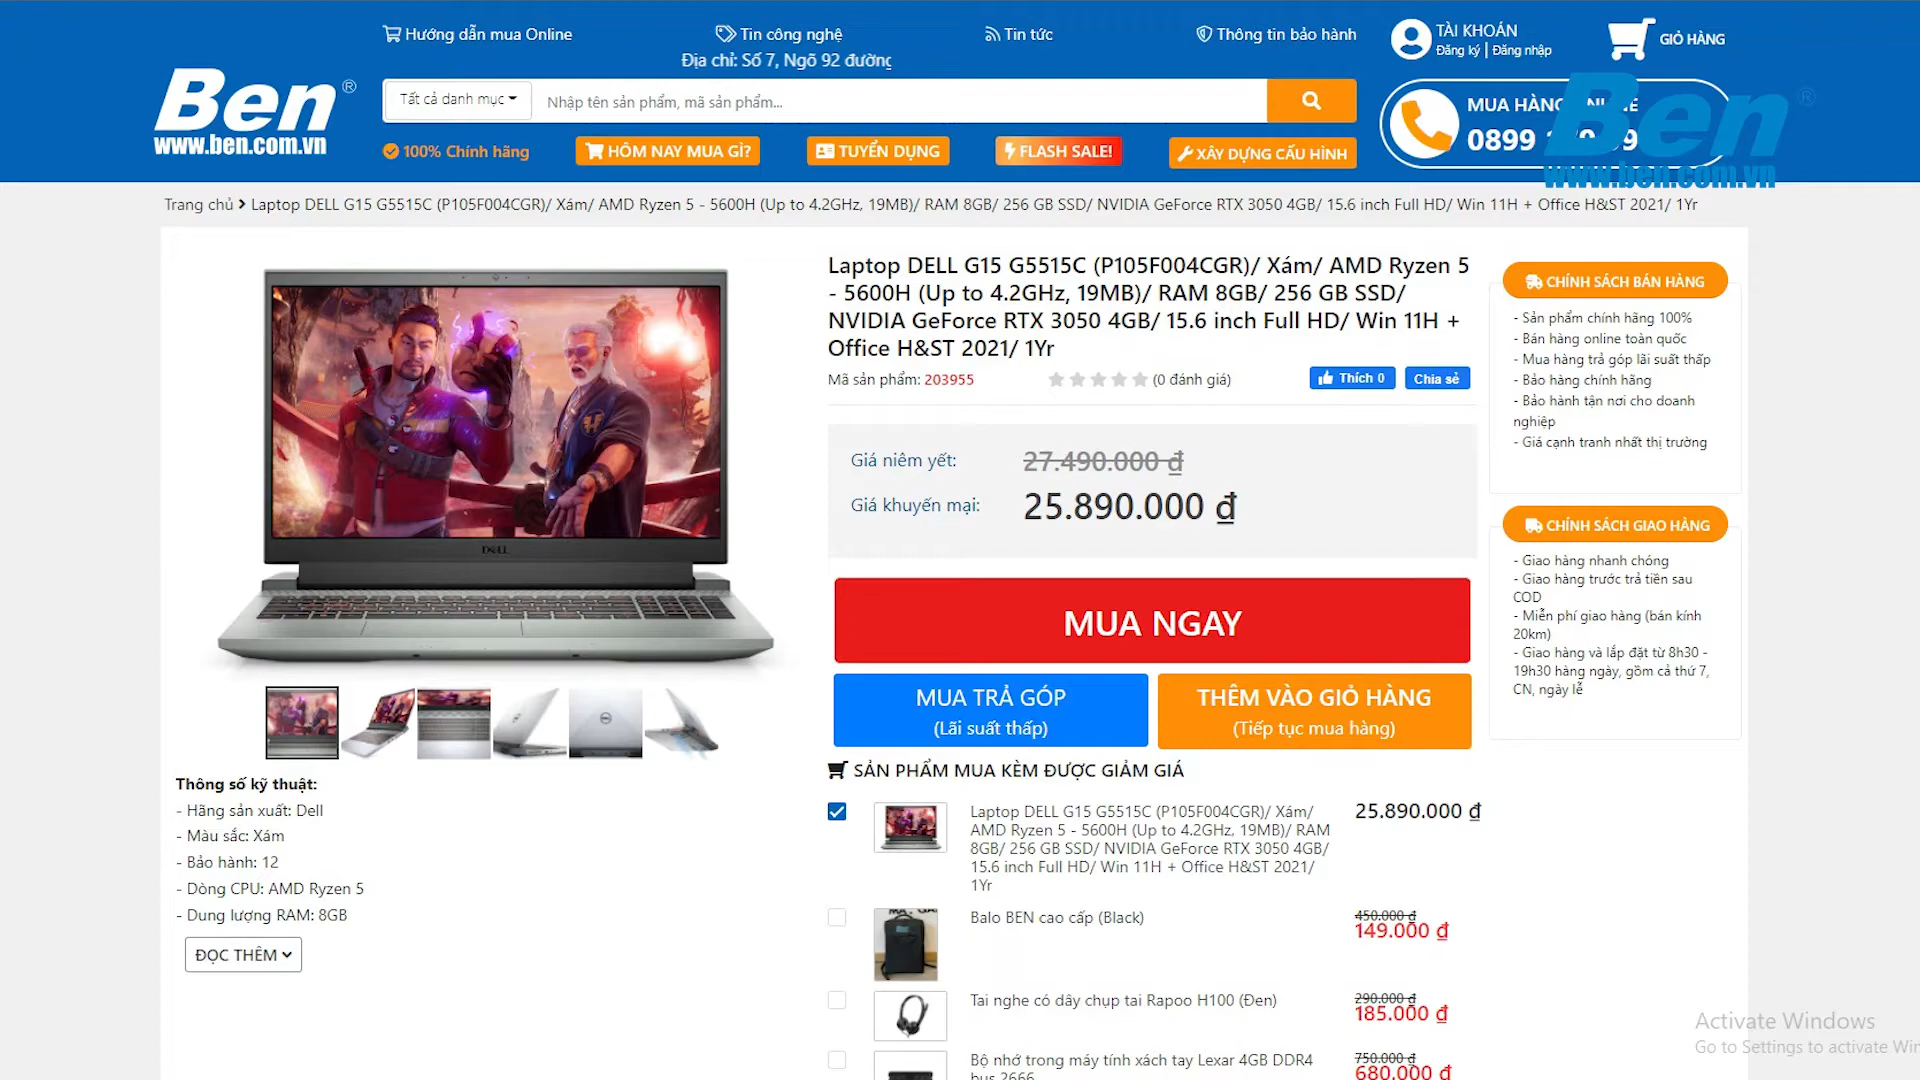 Hướng dẫn mua Online
Tin công nghệ
Tin tức
Thông tin bảo hành
TÀI KHOẢN
Đăng ký | Đăng nhập
GIỎ HÀNG
Địa chỉ: Số 7, Ngõ 92 đường
Ben®
www.ben.com.vn
Tất cả danh mục
Nhập tên sản phẩm, mã sản phẩm...
100% Chính hãng
HÔM NAY MUA GÌ?
TUYỂN DỤNG
FLASH SALE!
XÂY DỰNG CẤU HÌNH
MUA HÀNG
0899
Ben®
www.ben.com.vn
Trang chủ > Laptop DELL G15 G5515C (P105F004CGR)/ Xám/ AMD Ryzen 5 - 5600H (Up to 4.2GHz, 19MB)/ RAM 8GB/ 256 GB SSD/ NVIDIA GeForce RTX 3050 4GB/ 15.6 inch Full HD/ Win 11H + Office H&ST 2021/ 1Yr
DELL
Laptop DELL G15 G5515C (P105F004CGR)/ Xám/ AMD Ryzen 5
- 5600H (Up to 4.2GHz, 19MB)/ RAM 8GB/ 256 GB SSD/
NVIDIA GeForce RTX 3050 4GB/ 15.6 inch Full HD/ Win 11H +
Office H&ST 2021/ 1Yr
Mã sản phẩm: 203955
(0 đánh giá)
Thích 0
Chia sẻ
Giá niêm yết:
27.490.000 ₫
Giá khuyến mại:
25.890.000 ₫
MUA NGAY
MUA TRẢ GÓP
(Lãi suất thấp)
THÊM VÀO GIỎ HÀNG
(Tiếp tục mua hàng)
CHÍNH SÁCH BÁN HÀNG
- Sản phẩm chính hãng 100%
- Bán hàng online toàn quốc
- Mua hàng trả góp lãi suất thấp
- Bảo hàng chính hãng
- Bảo hành tận nơi cho doanh
nghiệp
- Giá cạnh tranh nhất thị trường
CHÍNH SÁCH GIAO HÀNG
- Giao hàng nhanh chóng
- Giao hàng trước trả tiền sau
COD
- Miễn phí giao hàng (bán kính
20km)
- Giao hàng và lắp đặt từ 8h30 -
19h30 hàng ngày, gồm cả thứ 7,
CN, ngày lễ
Thông số kỹ thuật:
- Hãng sản xuất: Dell
- Màu sắc: Xám
- Bảo hành: 12
- Dòng CPU: AMD Ryzen 5
- Dung lượng RAM: 8GB
ĐỌC THÊM
SẢN PHẨM MUA KÈM ĐƯỢC GIẢM GIÁ
Laptop DELL G15 G5515C (P105F004CGR)/ Xám/
AMD Ryzen 5 - 5600H (Up to 4.2GHz, 19MB)/ RAM
8GB/ 256 GB SSD/ NVIDIA GeForce RTX 3050 4GB/
15.6 inch Full HD/ Win 11H + Office H&ST 2021/
1Yr
25.890.000 ₫
Balo BEN cao cấp (Black)
450.000 ₫
149.000 ₫
Tai nghe có dây chụp tai Rapoo H100 (Đen)
290.000 ₫
185.000 ₫
Bộ nhớ trong máy tính xách tay Lexar 4GB DDR4
bus 2666
750.000 ₫
680.000 ₫
Activate Windows
Go to Settings to activate Win